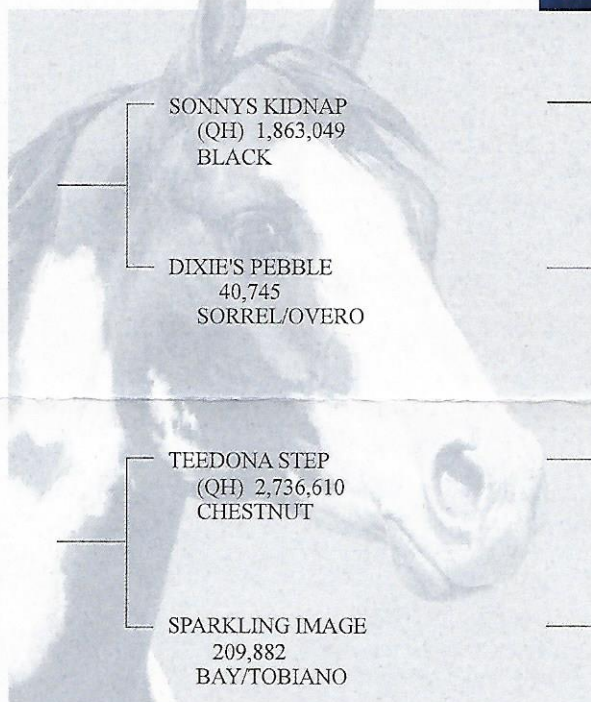 SONNYS KIDNAP
(QH) 1,863,049
BLACK
DIXIE'S PEBBLE
40,745
SORREL/OVERO
TEEDONA STEP
(QH) 2,736,610
CHESTNUT
SPARKLING IMAGE
209,882
BAY/TOBIANO